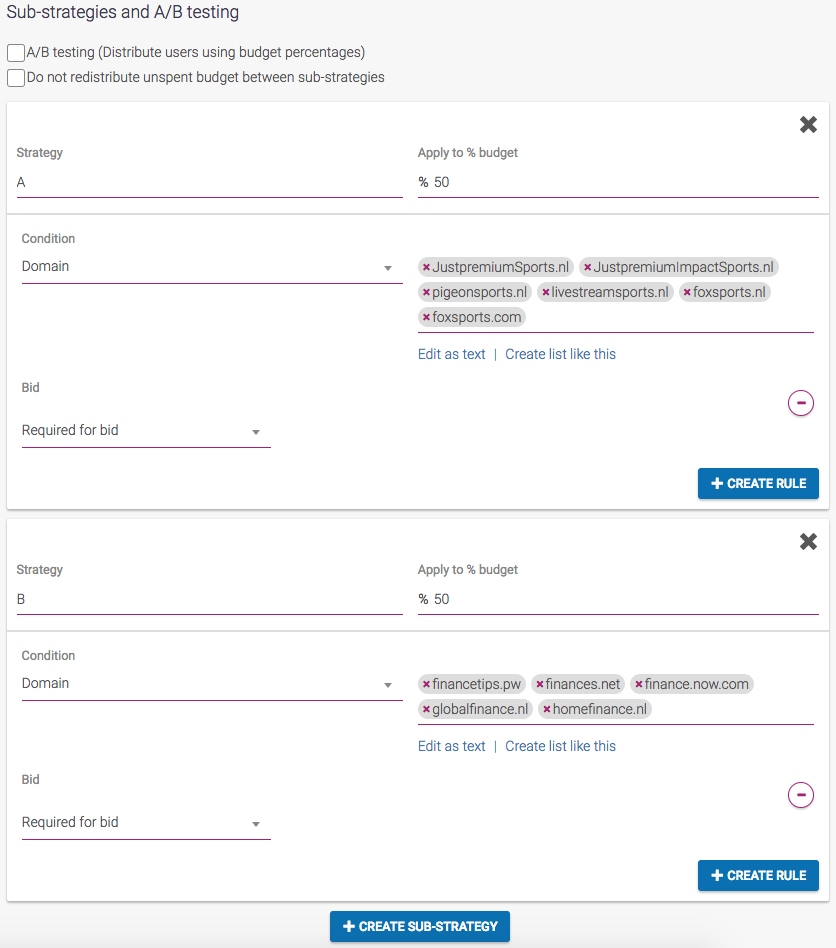 Sub-strategies and A/B testing
A/B testing (Distribute users using budget percentages)
Do not redistribute unspent budget between sub-strategies
Strategy Apply to % budget
A % 50
Condition
Domain JustpremiumSports.nl JustpremiumImpactSports.nl
pigeonsports.nl livestreamsports.nl foxsports.nl
foxsports.com
Edit as text | Create list like this
Bid
Required for bid
CREATE RULE
Strategy Apply to % budget
B % 50
Condition
Domain financetips.pw finances.net finance.now.com
globalfinance.nl homefinance.nl
Edit as text | Create list like this
Bid
Required for bid
CREATE RULE
CREATE SUB-STRATEGY